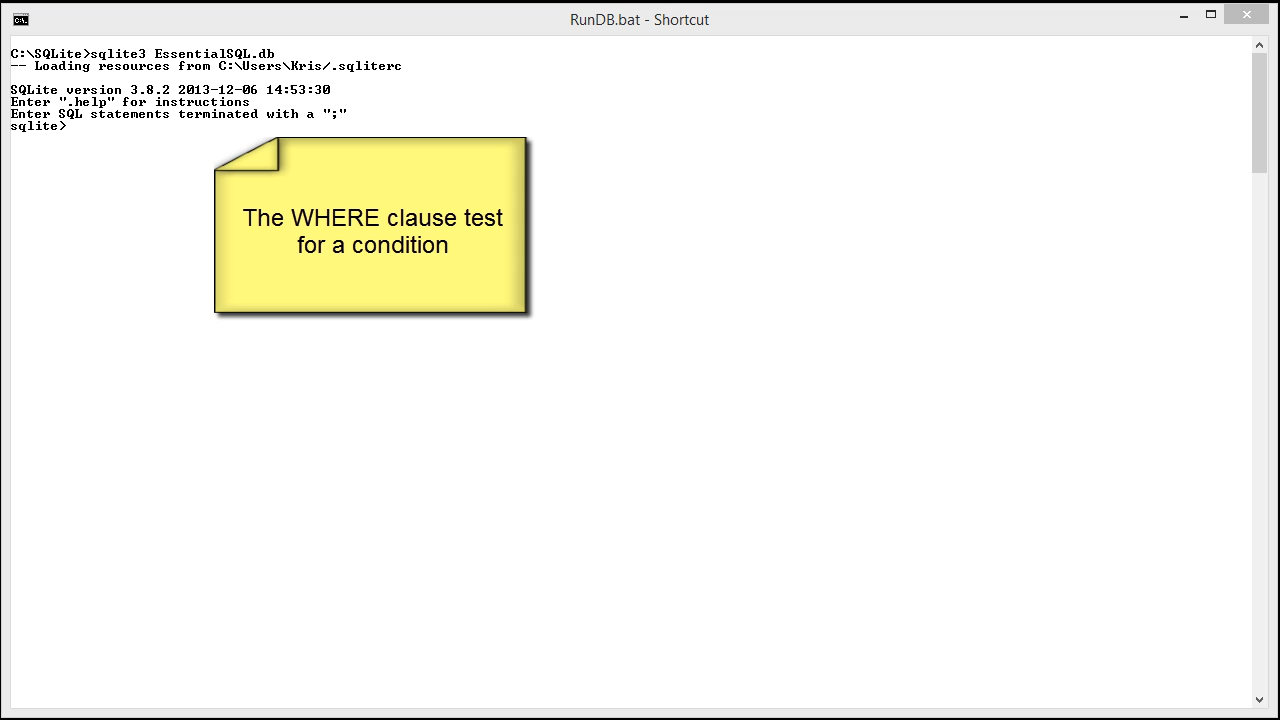 RunDB.bat - Shortcut
C:\SQLite>sqlite3 EssentialSQL.db
-- Loading resources from C:\Users\Kris/.sqliterc
SQLite version 3.8.2 2013-12-06 14:53:30
Enter ".help" for instructions
Enter SQL statements terminated with a ";"
sqlite>
The WHERE clause test
for a condition